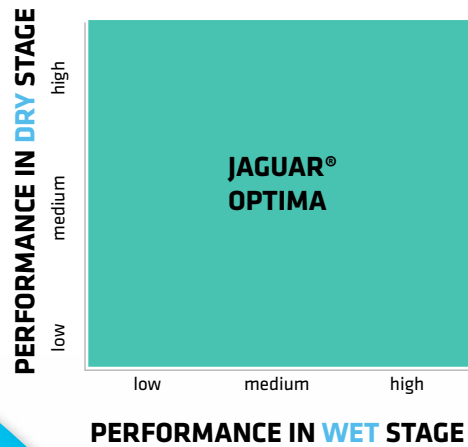 PERFORMANCE IN DRY STAGE
high
medium
low
JAGUAR®
OPTIMA
low medium high
PERFORMANCE IN WET STAGE